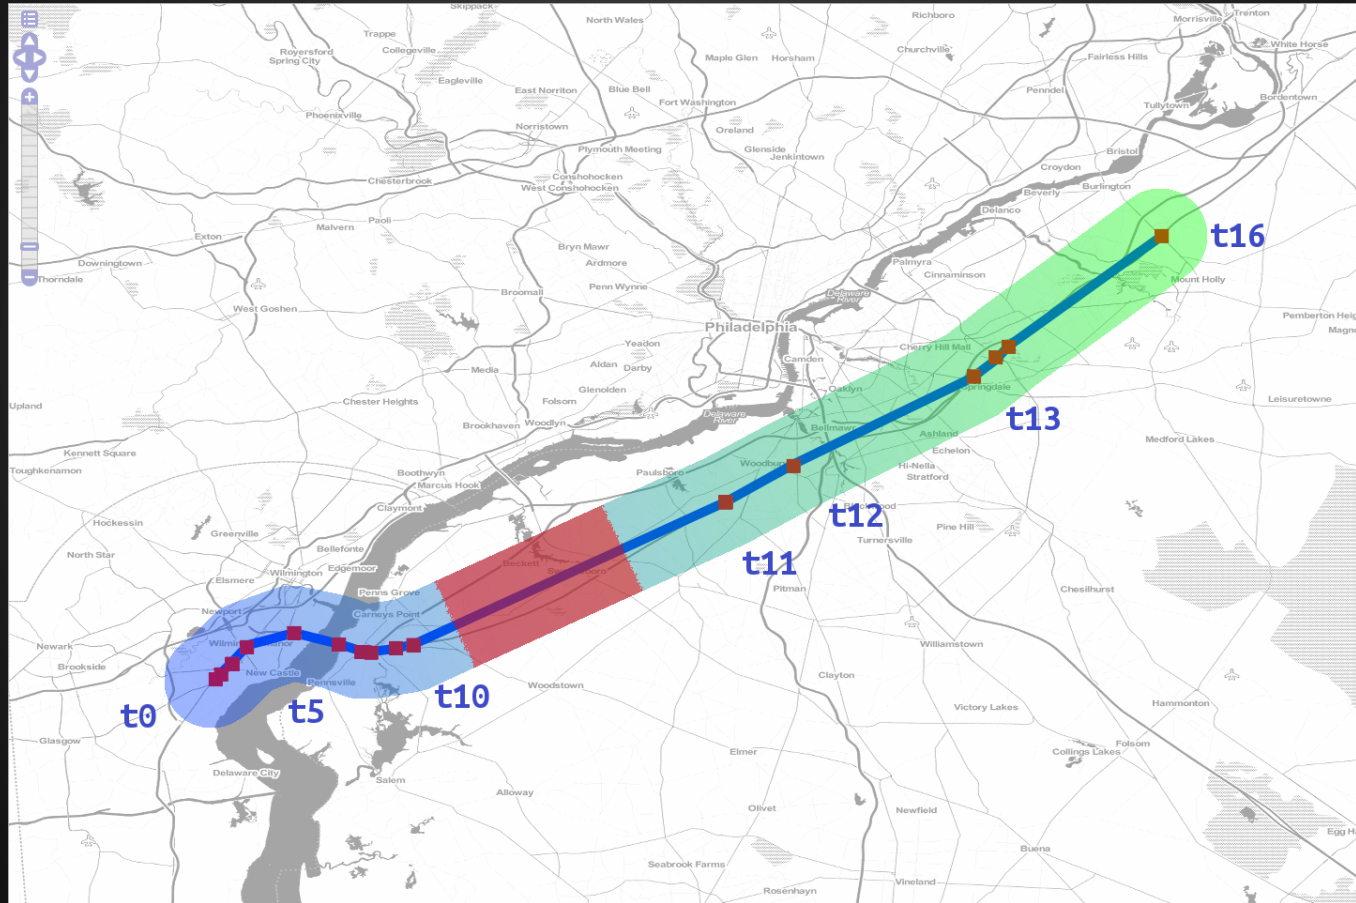 Skippack
North Wales
Richboro
Trenton
Morrisville
Trappe
Collegeville
Royersford
Spring City
Churchville
White Horse
Maple Glen
Horsham
Fairless Hills
Eagleville
East Norriton
Blue Bell
Fort Washington
Penndel
Tullytown
Bordentown
Phoenixville
Norristown
Oreland
Plymouth Meeting
Glenside
Jenkintown
Bristol
Croydon
Conshohocken
West Conshohocken
Chesterbrook
Beverly
Burlington
Paoli
Malvern
Delanco
Exton
t16
Bryn Mawr
Ardmore
Downingtown
Thorndale
Palmyra
Cinnaminson
Mount Holly
Penn Wynne
Broomall
Delaware
River
West Goshen
Philadelphia
Pemberton Heig
Magno
Yeadon
Cherry Hill Mall
Camden
Aldan
Darby
Media
Oaklyn
Springdale
Glenolden
Folsom
Chester Heights
Upland
Leisuretowne
Delaware
River
t13
Brookhaven
Woodlyn
Bellmawr
Ashland
Medford Lakes
Echelon
Kennett Square
Toughkenamon
Woodbury
Hi-Nella
Stratford
Boothwyn
Paulsboro
Marcus Hook
Claymont
Blackwood
t12
Hockessin
Greenville
Pine Hill
Turnersville
Bellefonte
North Star
t11
Beckett
Swedesboro
Edgemoor
Wilmington
Elsmere
Penns Grove
Pitman
Chesilhurst
Newport
Carneys Point
Newark
Wilmington Manor
Williamstown
Brookside
New Castle
Pennsville
Woodstown
Clayton
t10
t5
t0
Victory Lakes
Hammonton
Glasgow
Elmer
Folsom
Collings Lakes
Delaware City
Salem
Alloway
Olivet
Newfield
Egg Ha
Buena
Seabrook Farms
Vineland
Rosenhayn